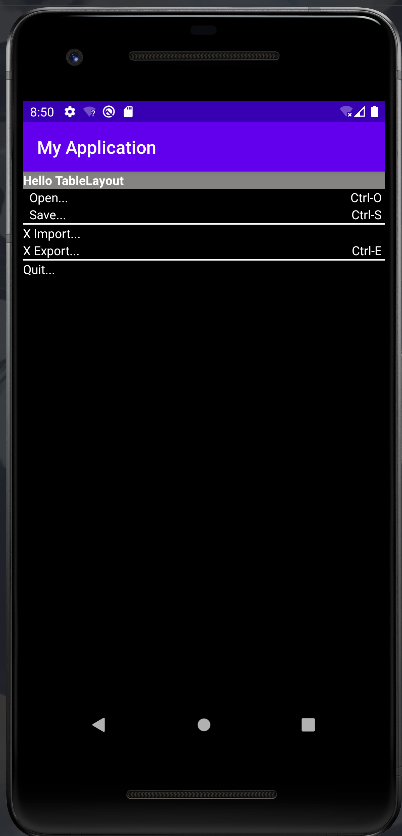 8:50
My Application
Hello TableLayout
Open... Ctrl-O
Save... Ctrl-S
X Import...
X Export... Ctrl-E
Quit...